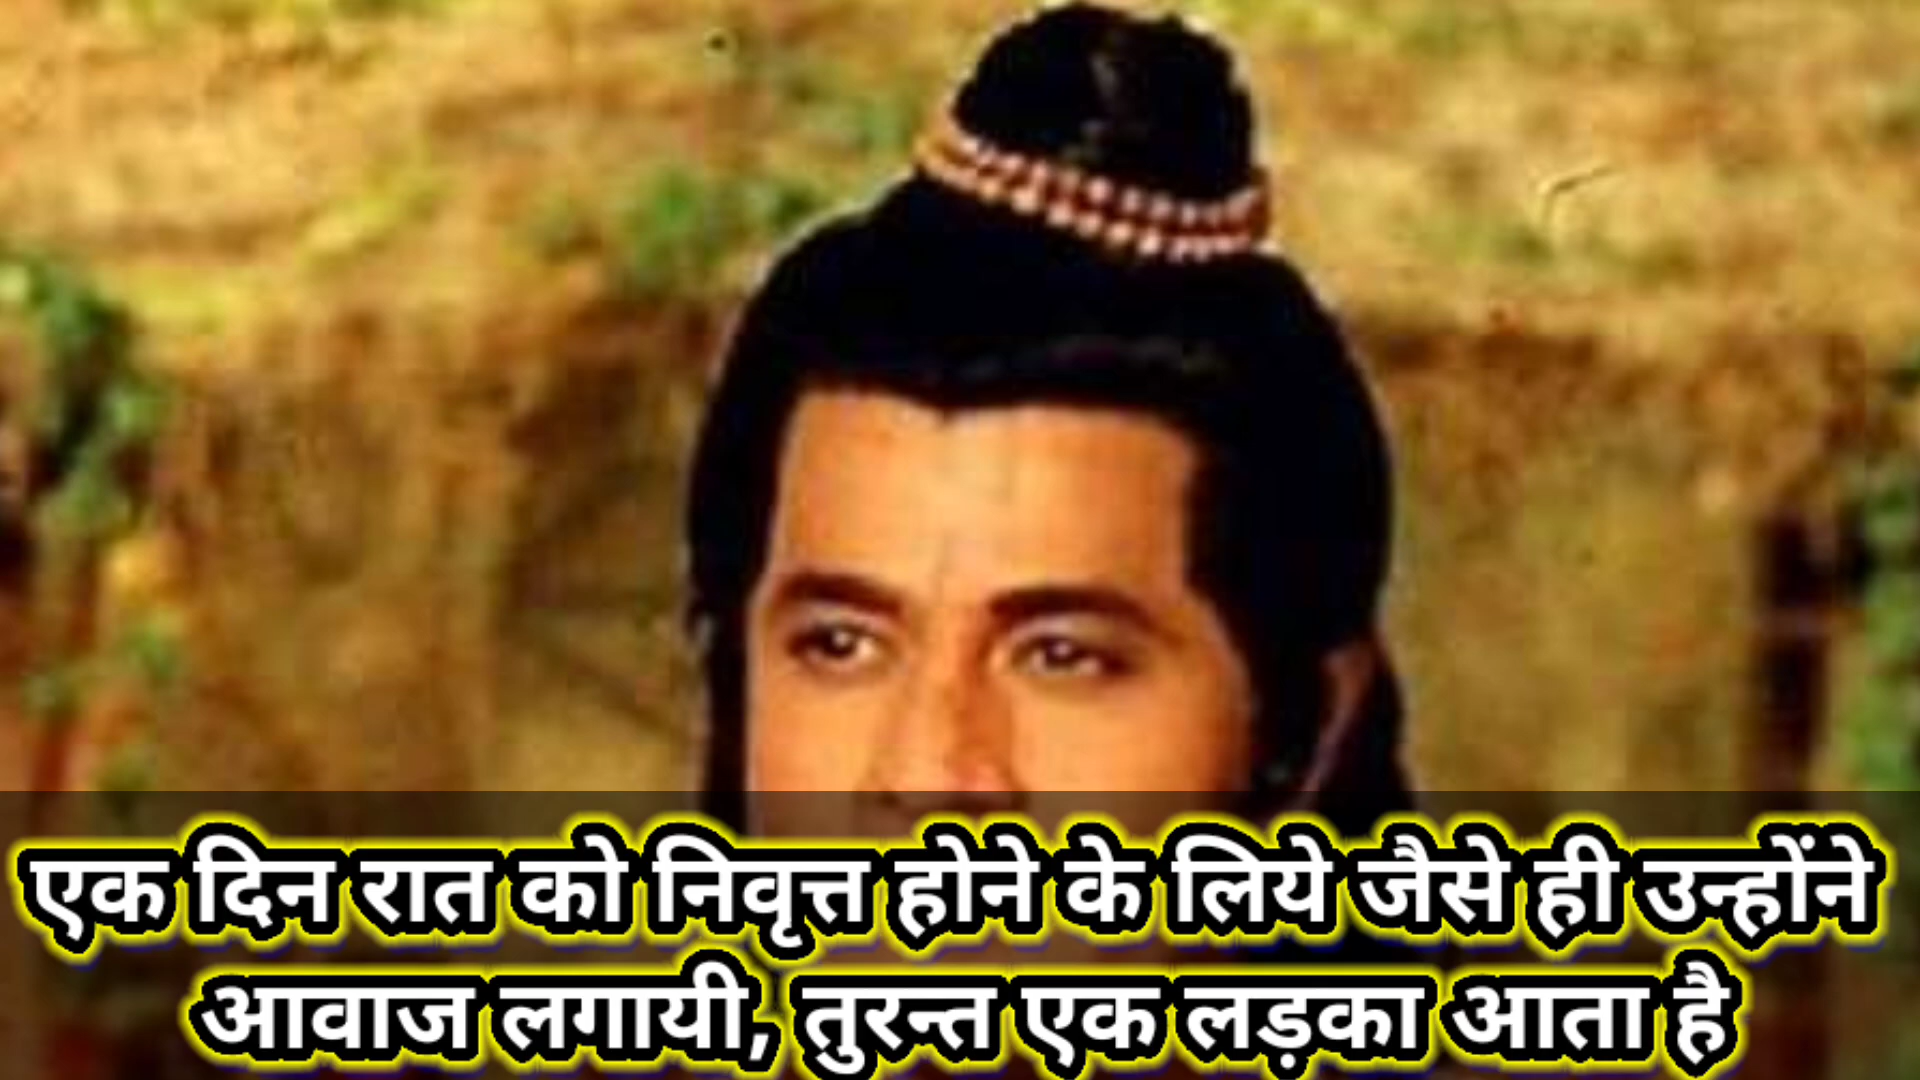 एक दिन रात को निवृत्त होने के लिये जैसे ही उन्होंने
आवाज लगायी, तुरन्त एक लड़का आता है